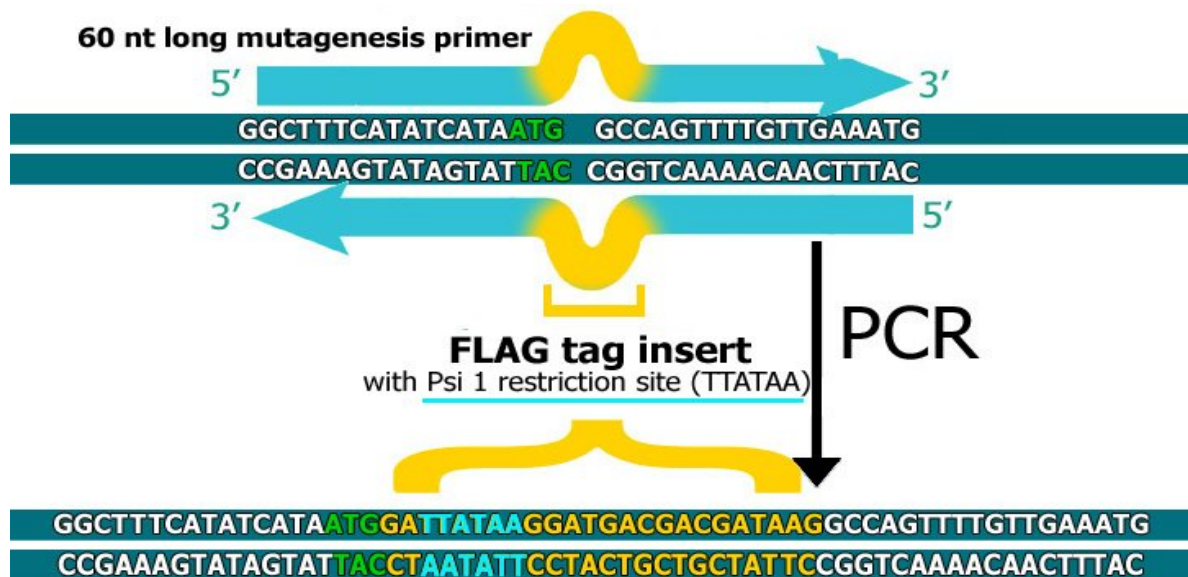 60 nt long mutagenesis primer
5’ 3’
GGCTTTCATATCATAATG GCCAGTTTTGTTGAAATG
CCGAAAGTATAGTATTAC CGGTCAAAACAACTTTAC
3’ 5’
PCR
FLAG tag insert
with Psi 1 restriction site (TTATAA)
GGCTTTCATATCATAATGGATTATAAGGATGACGACGATAAGGCCAGTTTTGTTGAAATG
CCGAAAGTATAGTATTACCTAATATTCCTACTGCTGCTATTCCGGTCAAAACAACTTTAC